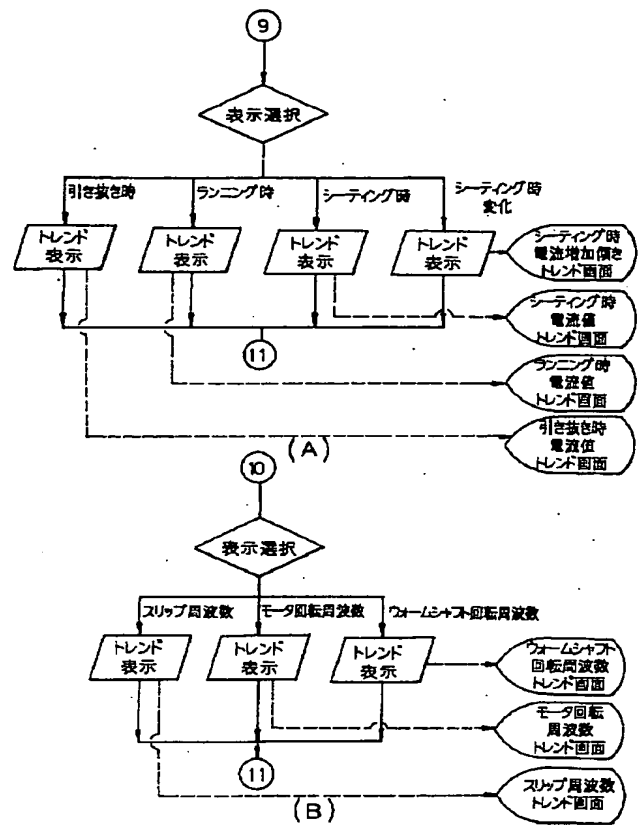 9
表示選択
引き抜き時
ランニング時
シーティング時
シーティング時
変化
トレンド
表示
トレンド
表示
トレンド
表示
トレンド
表示
シーティング時
電流増加傾き
トレンド画面
シーティング時
電流値
トレンド画面
11
ランニング時
電流値
トレンド画面
引き抜き時
電流値
トレンド画面
(A)
10
表示選択
スリップ周波数
モータ回転周波数
ウォームシャフト回転周波数
トレンド
表示
トレンド
表示
トレンド
表示
ウォームシャフト
回転周波数
トレンド画面
モータ回転
周波数
トレンド画面
11
スリップ周波数
トレンド画面
(B)